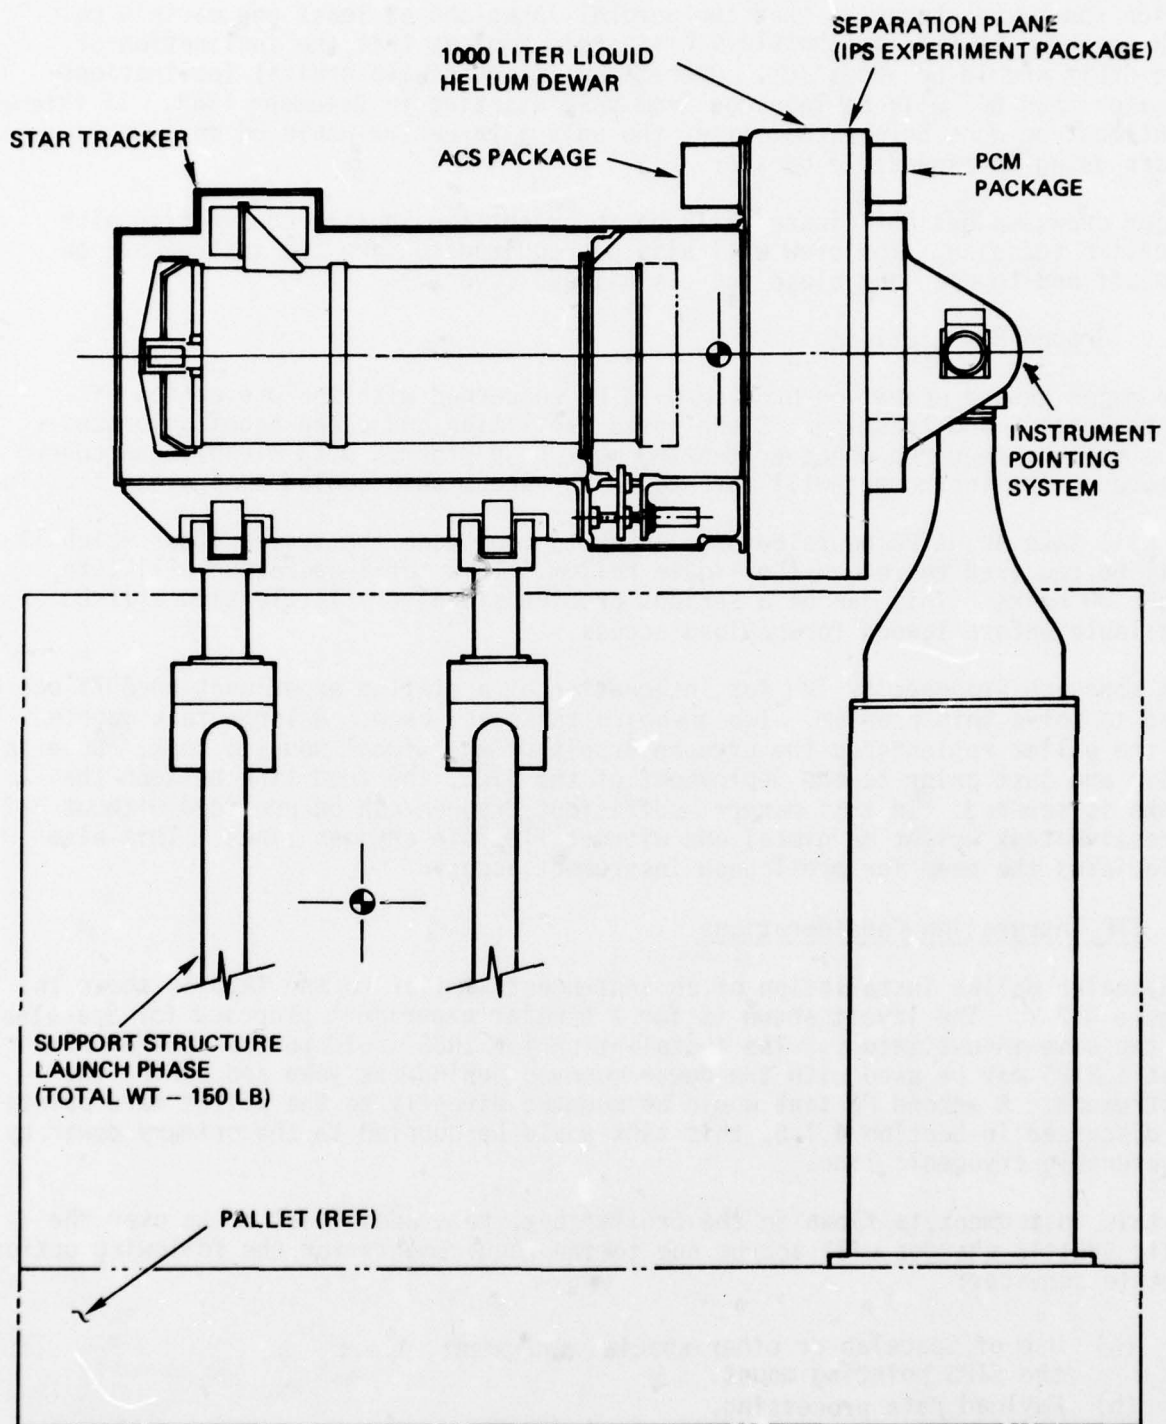 SEPARATION PLANE
(IPS EXPERIMENT PACKAGE)
1000 LITER LIQUID
HELIUM DEWAR
STAR TRACKER
ACS PACKAGE
PCM
PACKAGE
INSTRUMENT
POINTING
SYSTEM
SUPPORT STRUCTURE
LAUNCH PHASE
(TOTAL WT – 150 LB)
PALLET (REF)